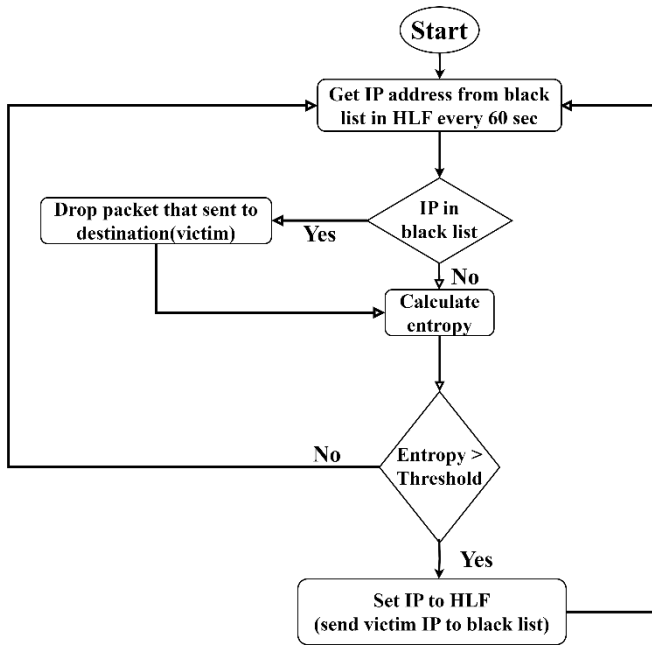 Start
Get IP address from black
list in HLF every 60 sec
IP in
black list
Yes
Drop packet that sent to
destination(victim)
No
Calculate
entropy
Entropy >
Threshold
No
Yes
Set IP to HLF
(send victim IP to black list)